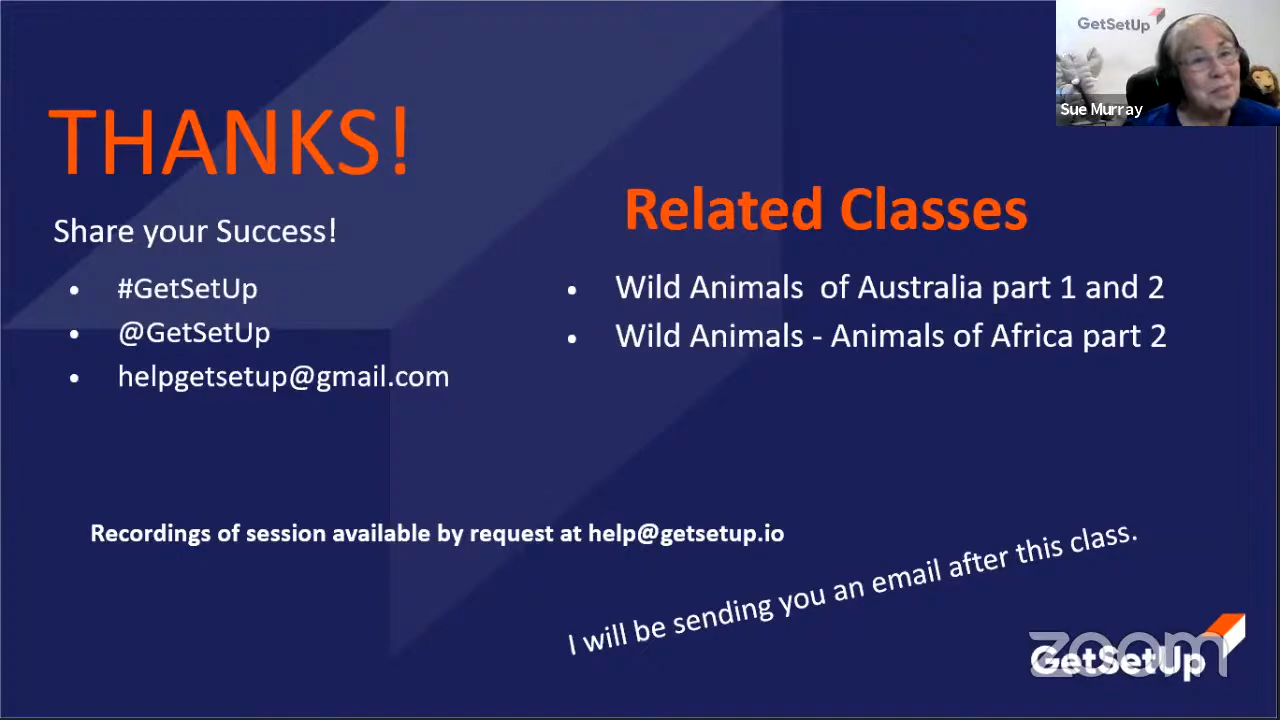 GetSetUp
Sue Murray
THANKS!
Share your Success!
#GetSetUp
@GetSetUp
helpgetsetup@gmail.com
Related Classes
Wild Animals  of Australia part 1 and 2
Wild Animals - Animals of Africa part 2
Recordings of session available by request at help@getsetup.io
I will be sending you an email after this class.
zoom
GetSetUp